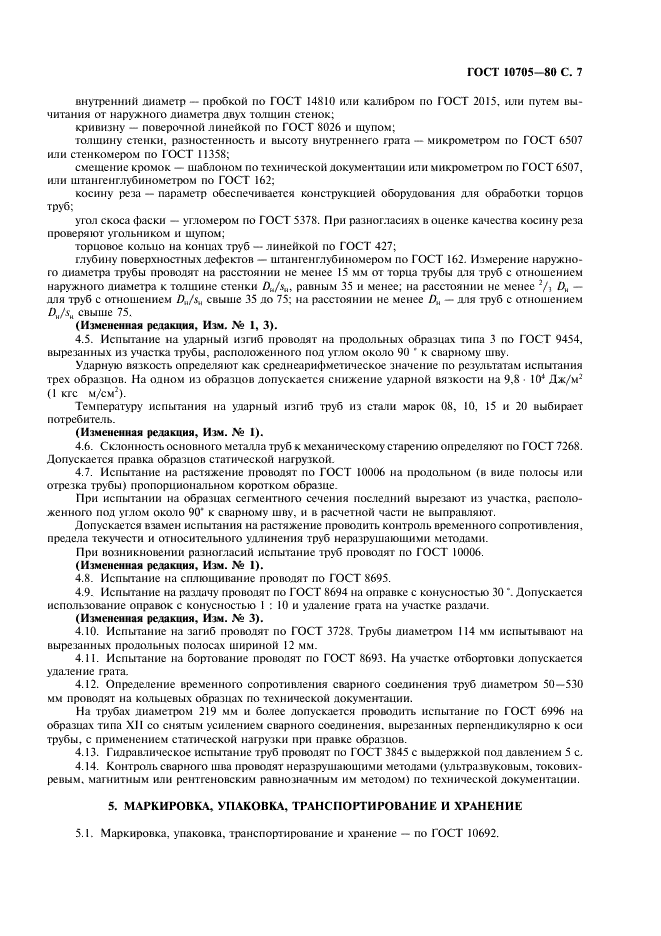 ГОСТ 10705—80 С. 7
внутренний диаметр — пробкой по ГОСТ 14810 или калибром по ГОСТ 2015, или путем вы-
читания от наружного диаметра двух толщин стенок;
кривизну — поверочной линейкой по ГОСТ 8026 и щупом;
толщину стенки, разностенность и высоту внутреннего грата — микрометром по ГОСТ 6507
или стенкомером по ГОСТ 11358;
смещение кромок — шаблоном по технической документации или микрометром по ГОСТ 6507,
или штангенглубинометром по ГОСТ 162;
косину реза — параметр обеспечивается конструкцией оборудования для обработки торцов
труб;
угол скоса фаски — угломером по ГОСТ 5378. При разногласиях в оценке качества косину реза
проверяют угольником и щупом;
торцовое кольцо на концах труб — линейкой по ГОСТ 427;
глубину поверхностных дефектов — штангенглубиномером по ГОСТ 162. Измерение наружно-
го диаметра трубы проводят на расстоянии не менее 15 мм от торца трубы для труб с отношением
наружного диаметра к толщине стенки Dн/sн, равным 35 и менее; на расстоянии не менее 2/3 Dн —
для труб с отношением Dн/sн свыше 35 до 75; на расстоянии не менее Dн — для труб с отношением
Dн/sн свыше 75.
(Измененная редакция, Изм. № 1, 3).
4.5. Испытание на ударный изгиб проводят на продольных образцах типа 3 по ГОСТ 9454,
вырезанных из участка трубы, расположенного под углом около 90 ° к сварному шву.
Ударную вязкость определяют как среднеарифметическое значение по результатам испытания
трех образцов. На одном из образцов допускается снижение ударной вязкости на 9,8 · 10⁴ Дж/м²
(1 кгс м/см²).
Температуру испытания на ударный изгиб труб из стали марок 08, 10, 15 и 20 выбирает
потребитель.
(Измененная редакция, Изм. № 1).
4.6. Склонность основного металла труб к механическому старению определяют по ГОСТ 7268.
Допускается правка образцов статической нагрузкой.
4.7. Испытание на растяжение проводят по ГОСТ 10006 на продольном (в виде полосы или
отрезка трубы) пропорциональном коротком образце.
При испытании на образцах сегментного сечения последний вырезают из участка, располо-
женного под углом около 90° к сварному шву, и в расчетной части не выправляют.
Допускается взамен испытания на растяжение проводить контроль временного сопротивления,
предела текучести и относительного удлинения труб неразрушающими методами.
При возникновении разногласий испытание труб проводят по ГОСТ 10006.
(Измененная редакция, Изм. № 1).
4.8. Испытание на сплющивание проводят по ГОСТ 8695.
4.9. Испытание на раздачу проводят по ГОСТ 8694 на оправке с конусностью 30 °. Допускается
использование оправок с конусностью 1 : 10 и удаление грата на участке раздачи.
(Измененная редакция, Изм. № 3).
4.10. Испытание на загиб проводят по ГОСТ 3728. Трубы диаметром 114 мм испытывают на
вырезанных продольных полосах шириной 12 мм.
4.11. Испытание на бортование проводят по ГОСТ 8693. На участке отбортовки допускается
удаление грата.
4.12. Определение временного сопротивления сварного соединения труб диаметром 50—530
мм проводят на кольцевых образцах по технической документации.
На трубах диаметром 219 мм и более допускается проводить испытание по ГОСТ 6996 на
образцах типа XII со снятым усилением сварного соединения, вырезанных перпендикулярно к оси
трубы, с применением статической нагрузки при правке образцов.
4.13. Гидравлическое испытание труб проводят по ГОСТ 3845 с выдержкой под давлением 5 с.
4.14. Контроль сварного шва проводят неразрушающими методами (ультразвуковым, токових-
ревым, магнитным или рентгеновским равнозначным им методом) по технической документации.
5. МАРКИРОВКА, УПАКОВКА, ТРАНСПОРТИРОВАНИЕ И ХРАНЕНИЕ
5.1. Маркировка, упаковка, транспортирование и хранение — по ГОСТ 10692.